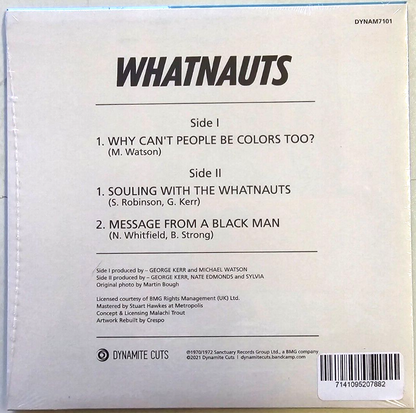 DYNAM7101
WHATNAUTS
Side I
1. WHY CAN'T PEOPLE BE COLORS TOO?
(M. Watson)
Side II
1. SOULING WITH THE WHATNAUTS
(S. Robinson, G. Kerr)
2. MESSAGE FROM A BLACK MAN
(N. Whitfield, B. Strong)
Side I produced by – GEORGE KERR and MICHAEL WATSON
Side II produced by – GEORGE KERR, NATE EDMONDS and SYLVIA
Original photo by Martin Bough
Licensed courtesy of BMG Rights Management (UK) Ltd.
Mastered by Stuart Hawkes at Metropolis
Concept & Licensing Malachi Trout
Artwork Rebuilt by Crespo
DYNAMITE CUTS
℗1970/1972 Sanctuary Records Group Ltd., a BMG company
©2021 Dynamite Cuts | dynamitecuts.bandcamp.com
7141095207882